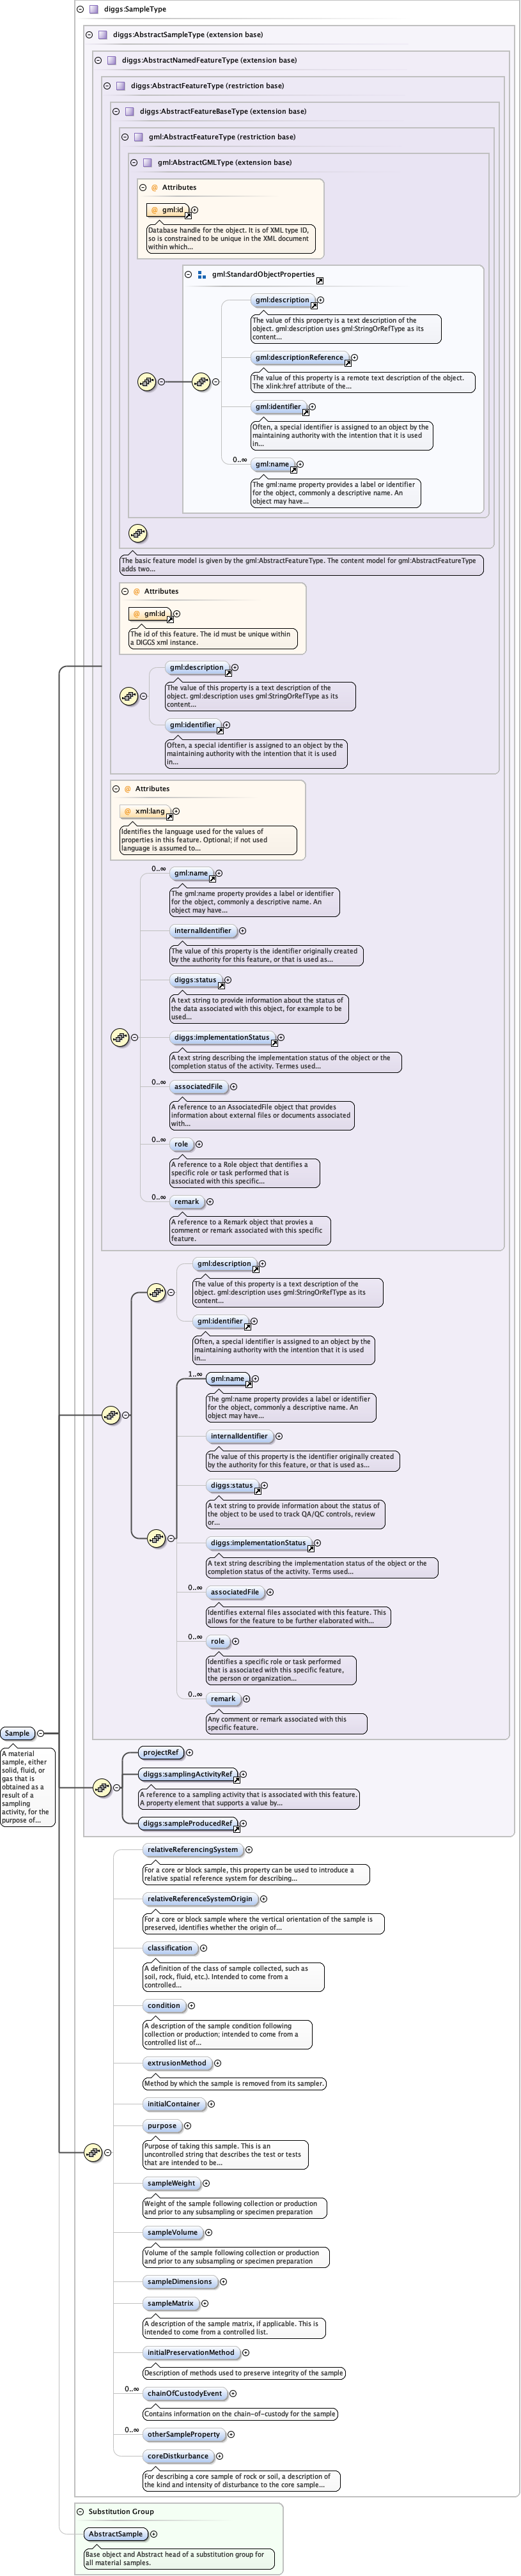 diggs:SampleType
diggs:AbstractSampleType (extension base)
diggs:AbstractNamedFeatureType (extension base)
diggs:AbstractFeatureType (restriction base)
diggs:AbstractFeatureBaseType (extension base)
gml:AbstractFeatureType (restriction base)
gml:AbstractGMLType (extension base)
@ Attributes
@ gml:id
Database handle for the object. It is of XML type ID,
so is constrained to be unique in the XML document
within which...
gml:StandardObjectProperties
gml:description
The value of this property is a text description of the
object. gml:description uses gml:StringOrRefType as its
content...
gml:descriptionReference
The value of this property is a remote text description of the object.
The xlink:href attribute of the...
gml:identifier
Often, a special identifier is assigned to an object by the
maintaining authority with the intention that it is used
in...
0..∞
gml:name
The gml:name property provides a label or identifier
for the object, commonly a descriptive name. An
object may have...
The basic feature model is given by the gml:AbstractFeatureType. The content model for gml:AbstractFeatureType
adds two...
@ Attributes
@ gml:id
The id of this feature. The id must be unique within
a DIGGS xml instance.
gml:description
The value of this property is a text description of the
object. gml:description uses gml:StringOrRefType as its
content...
gml:identifier
Often, a special identifier is assigned to an object by the
maintaining authority with the intention that it is used
in...
@ Attributes
@ xml:lang
Identifies the language used for the values of
properties in this feature. Optional; if not used
language is assumed to...
0..∞
gml:name
The gml:name property provides a label or identifier
for the object, commonly a descriptive name. An
object may have...
internalIdentifier
The value of this property is the identifier originally created
by the authority for this feature, or that is used as...
diggs:status
A text string to provide information about the status of
the data associated with this object, for example to be
used...
diggs:implementationStatus
A text string describing the implementation status of the object or the
completion status of the activity. Termes used...
0..∞
associatedFile
A reference to an AssociatedFile object that provides
information about external files or documents associated
with...
0..∞
role
A reference to a Role object that dentifies a
specific role or task performed that is
associated with this specific...
0..∞
remark
A reference to a Remark object that provies a
comment or remark associated with this specific
feature.
gml:description
The value of this property is a text description of the
object. gml:description uses gml:StringOrRefType as its
content...
gml:identifier
Often, a special identifier is assigned to an object by the
maintaining authority with the intention that it is used
in...
1..∞
gml:name
The gml:name property provides a label or identifier
for the object, commonly a descriptive name. An
object may have...
internalIdentifier
The value of this property is the identifier originally created
by the authority for this feature, or that is used as...
diggs:status
A text string to provide information about the status of the
object to be used to track QA/QC controls, review
or...
diggs:implementationStatus
A text string describing the implementation status of the object or the
completion status of the activity. Terms used...
0..∞
associatedFile
Identifies external files associated with this feature. This
allows for the feature to be further elaborated with...
0..∞
role
Identifies a specific role or task performed
that is associated with this specific feature,
the person or organization...
0..∞
remark
Any comment or remark associated with this
specific feature.
Sample
A material
sample, either
solid, fluid, or
gas that is
obtained as a
result of a
sampling
activity, for the
purpose of...
projectRef
diggs:samplingActivityRef
A reference to a sampling activity that is associated with this feature.
A property element that supports a value by...
diggs:sampleProducedRef
relativeReferencingSystem
For a core or block sample, this property can be used to introduce a
relative spatial reference system for describing...
relativeReferenceSystemOrigin
For a core or block sample where the vertical orientation of the sample is
preserved, identifies whether the origin of...
classification
A definition of the class of sample collected, such as
soil, rock, fluid, etc.). Intended to come from a
controlled...
condition
A description of the sample condition following
collection or production; intended to come from a
controlled list of...
extrusionMethod
Method by which the sample is removed from its sampler.
initialContainer
purpose
Purpose of taking this sample. This is an
uncontrolled string that describes the test or tests
that are intended to be...
sampleWeight
Weight of the sample following collection or production
and prior to any subsampling or specimen preparation
sampleVolume
Volume of the sample following collection or production
and prior to any subsampling or specimen preparation
sampleDimensions
sampleMatrix
A description of the sample matrix, if applicable. This is
intended to come from a controlled list.
initialPreservationMethod
Description of methods used to preserve integrity of the sample
0..∞
chainOfCustodyEvent
Contains information on the chain-of-custody for the sample
0..∞
otherSampleProperty
coreDistkurbance
For describing a core sample of rock or soil, a description of
the kind and intensity of disturbance to the core sample...
Substitution Group
AbstractSample
Base object and Abstract head of a substitution group for
all material samples.